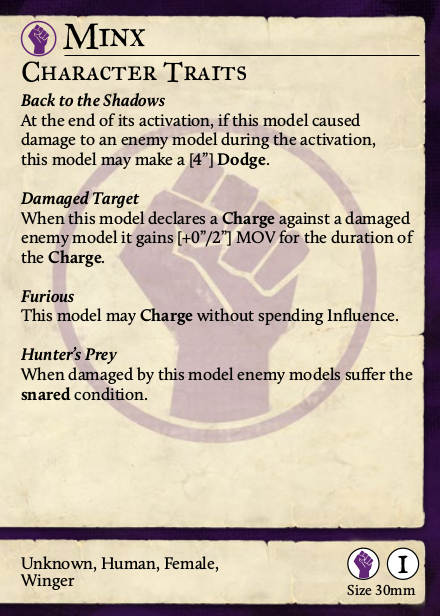 Minx
Character Traits
Back to the Shadows
At the end of its activation, if this model caused
damage to an enemy model during the activation,
this model may make a [4”] Dodge.
Damaged Target
When this model declares a Charge against a damaged
enemy model it gains [+0”/2”] MOV for the duration of
the Charge.
Furious
This model may Charge without spending Influence.
Hunter’s Prey
When damaged by this model enemy models suffer the
snared condition.
Unknown, Human, Female,
Winger
1
Size 30mm